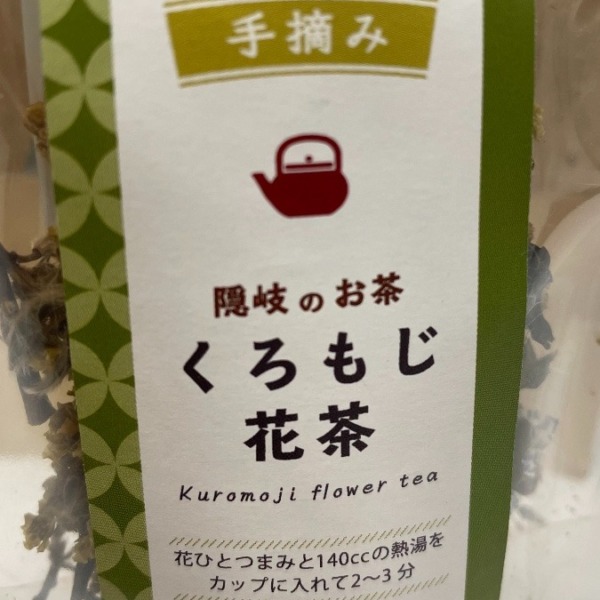 手摘み
隠岐のお茶
くろもじ
花茶
Kuromoji flower tea
花ひとつまみと140ccの熱湯を
カップに入れて2〜3分